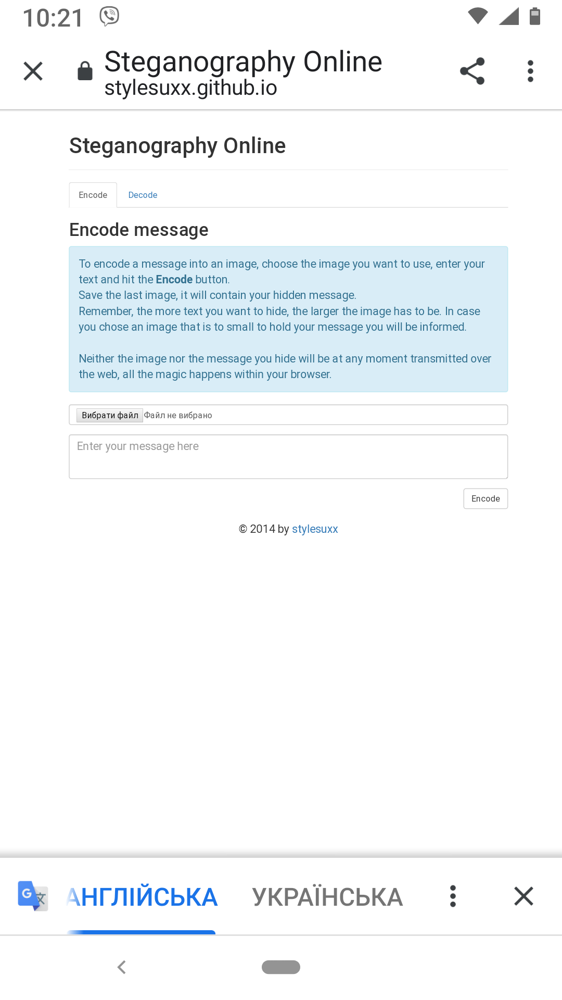 10:21
Steganography Online
stylesuxx.github.io
Steganography Online
Encode Decode
Encode message
To encode a message into an image, choose the image you want to use, enter your
text and hit the Encode button.
Save the last image, it will contain your hidden message.
Remember, the more text you want to hide, the larger the image has to be. In case
you chose an image that is to small to hold your message you will be informed.
Neither the image nor the message you hide will be at any moment transmitted over
the web, all the magic happens within your browser.
Вибрати файл Файл не вибрано
Enter your message here
Encode
© 2014 by stylesuxx
G 文 АНГЛІЙСЬКА УКРАЇНСЬКА